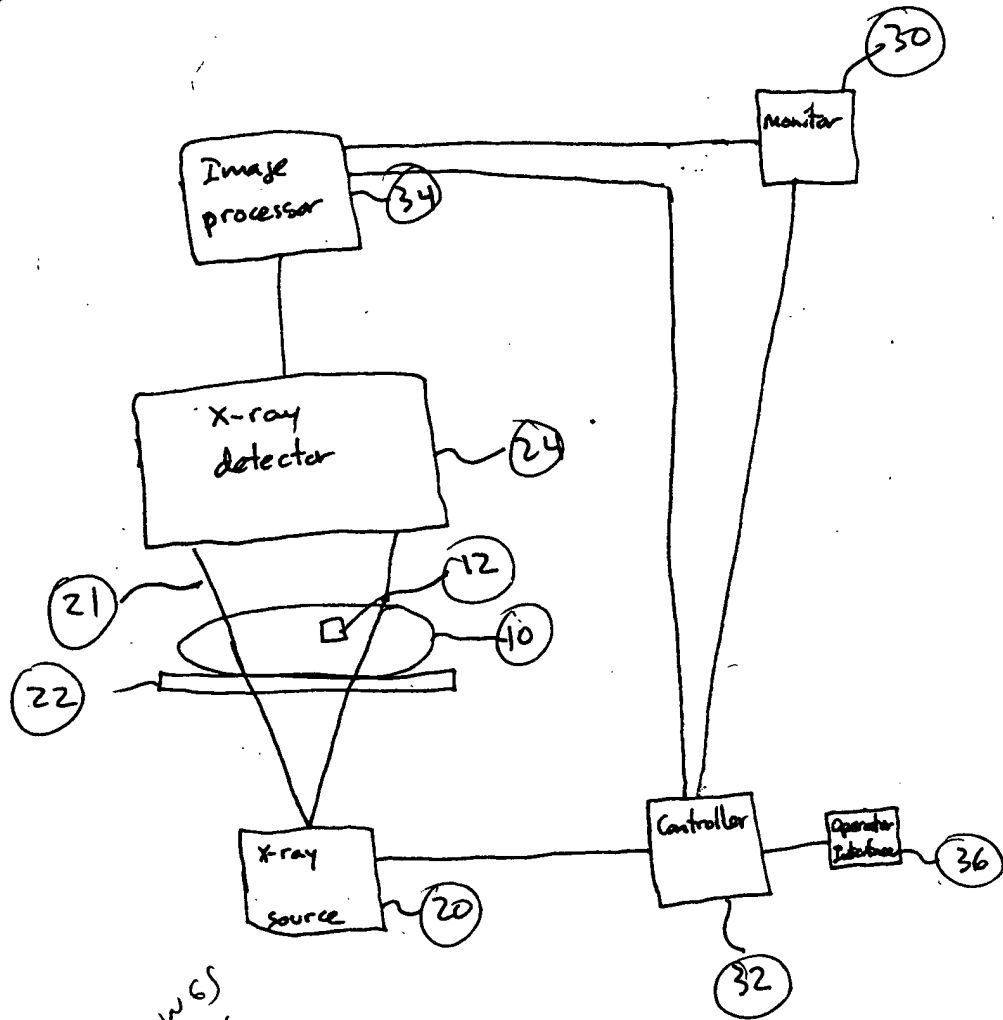 30
Monitor
Image
processor
34
X-ray
detector
24
12
21
10
22
X-ray
source
20
Controller
Operator
Interface
36
32